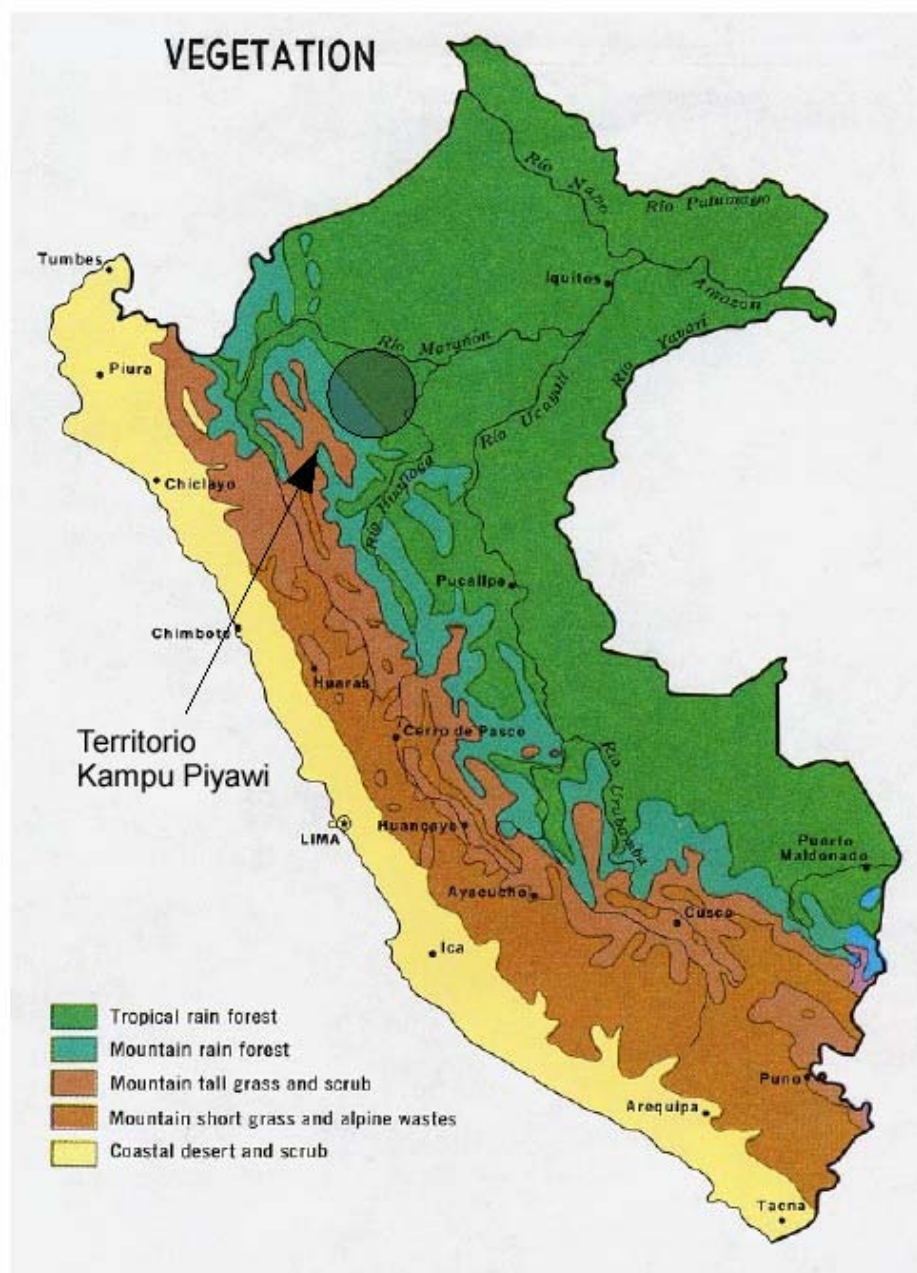 VEGETATION
Río Napo
Río Putumayo
Tumbes
Iquitos
Amazon
Río Yavarí
Río Marañón
Piura
Río Ucayali
Chiclayo
Río Huallaga
Pucallpa
Chimbote
Huaras
Territorio
Kampu Piyawi
Cerro de Pasco
Río Urubamba
LIMA
Huancayo
Puerto
Maldonado
Ayacucho
Cusco
Ica
Tropical rain forest
Mountain rain forest
Mountain tall grass and scrub
Mountain short grass and alpine wastes
Coastal desert and scrub
Puno
Arequipa
Tacna